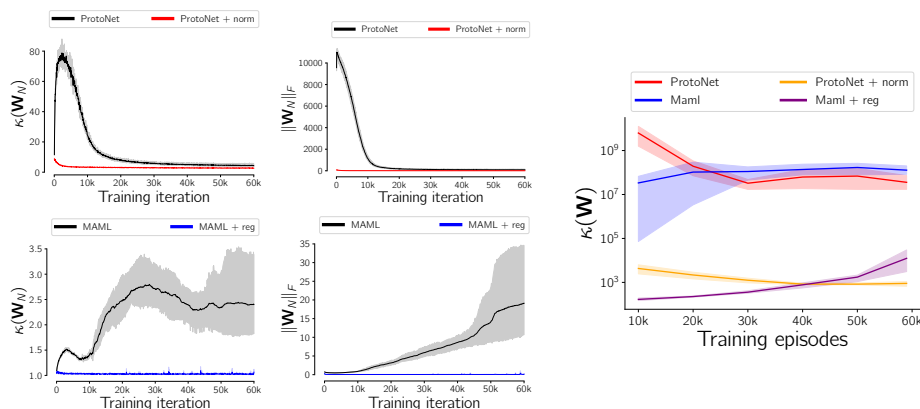 ProtoNet ProtoNet + norm
κ(W_N)
80
60
40
20
0
0 10k 20k 30k 40k 50k 60k
Training iteration
ProtoNet ProtoNet + norm
||W_N||_F
10000
8000
6000
4000
2000
0
0 10k 20k 30k 40k 50k 60k
Training iteration
MAML MAML + reg
κ(W_N)
3.5
3.0
2.5
2.0
1.5
1.0
0 10k 20k 30k 40k 50k 60k
Training iteration
MAML MAML + reg
||W_N||_F
35
30
25
20
15
10
5
0
0 10k 20k 30k 40k 50k 60k
Training iteration
ProtoNet ProtoNet + norm
Maml Maml + reg
κ(W)
10^9
10^7
10^5
10^3
10k 20k 30k 40k 50k 60k
Training episodes